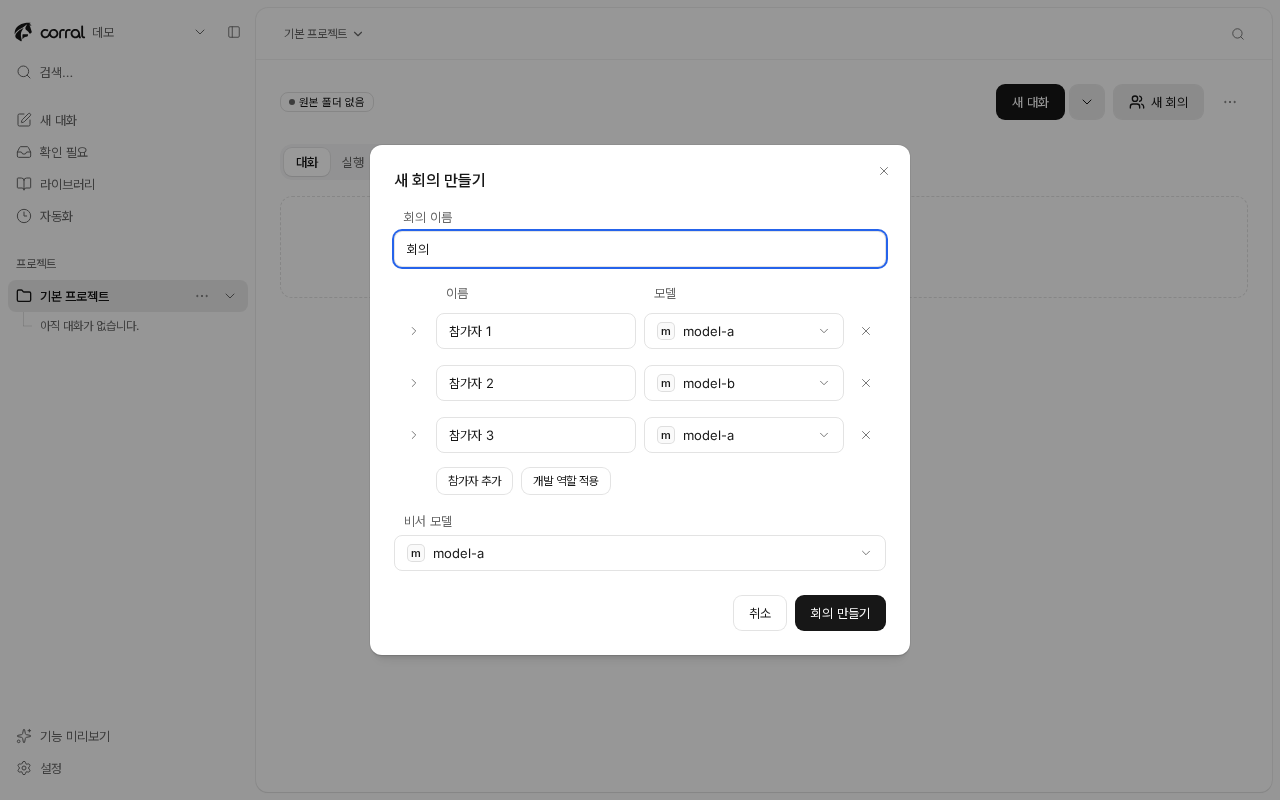 corral 데모
검색...
새 대화
확인 필요
라이브러리
자동화
프로젝트
기본 프로젝트
아직 대화가 없습니다.
기능 미리보기
설정
기본 프로젝트
원본 폴더 없음
새 대화
새 회의
대화
실행
새 회의 만들기
회의 이름
회의
이름 모델
참가자 1 m model-a
참가자 2 m model-b
참가자 3 m model-a
참가자 추가 개발 역할 적용
비서 모델
m model-a
취소 회의 만들기